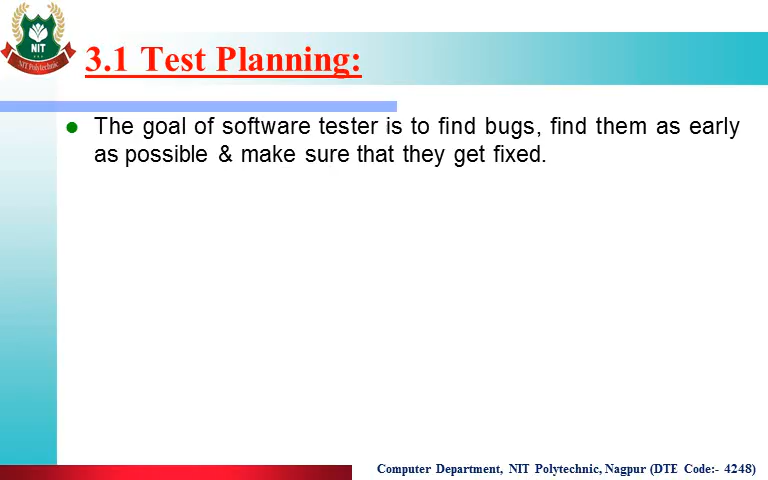 NIT
NIT Polytechnic
3.1 Test Planning:
The goal of software tester is to find bugs, find them as early
as possible & make sure that they get fixed.
Computer Department, NIT Polytechnic, Nagpur (DTE Code:- 4248)